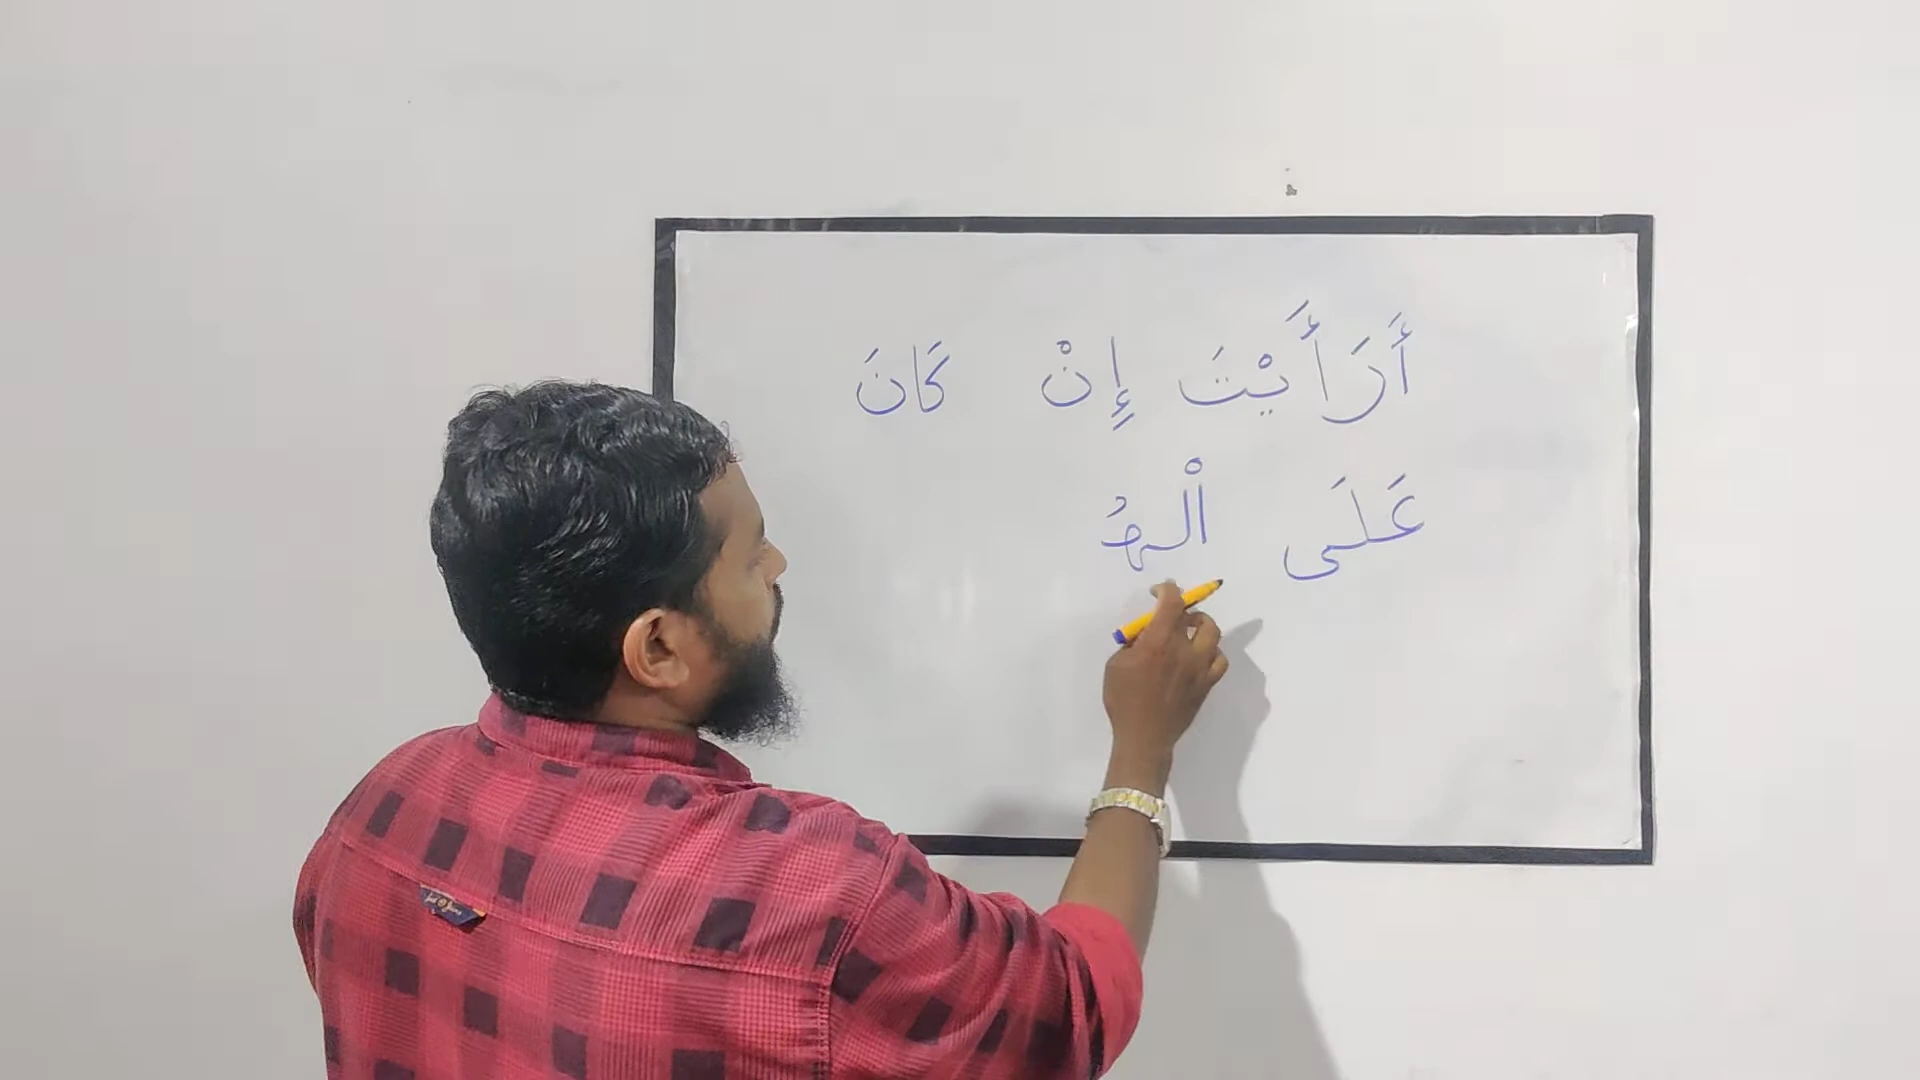 أَرَأَيْتَ إِنْ كَانَ
عَلَى الْهُ